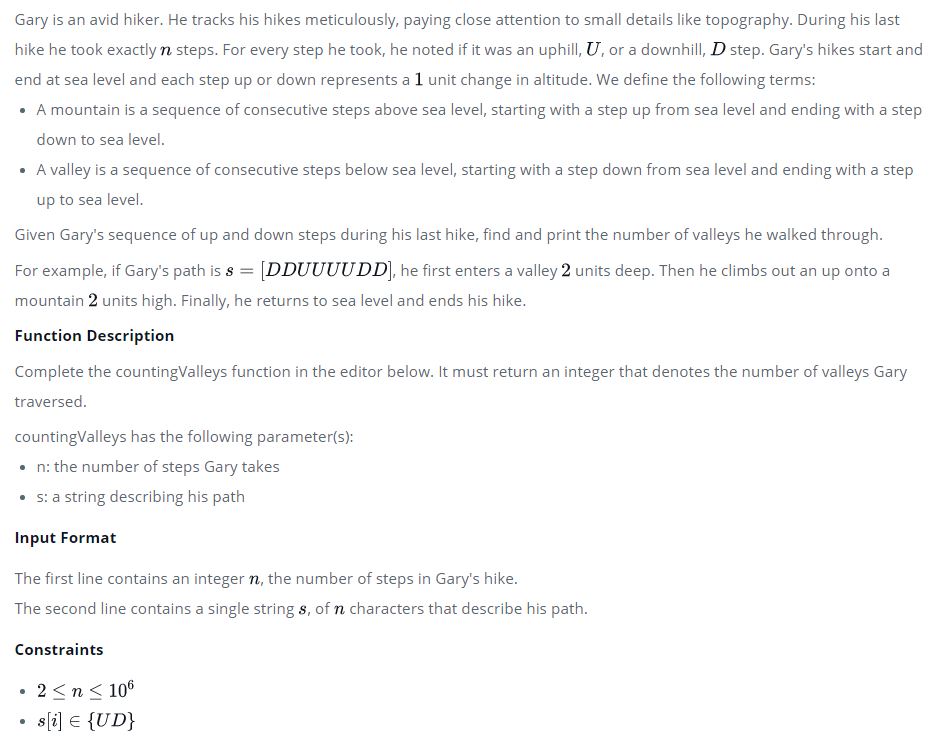 Gary is an avid hiker. He tracks his hikes meticulously, paying close attention to small details like topography. During his last
hike he took exactly n steps. For every step he took, he noted if it was an uphill, U, or a downhill, D step. Gary's hikes start and
end at sea level and each step up or down represents a 1 unit change in altitude. We define the following terms:
• A mountain is a sequence of consecutive steps above sea level, starting with a step up from sea level and ending with a step
down to sea level.
• A valley is a sequence of consecutive steps below sea level, starting with a step down from sea level and ending with a step
up to sea level.
Given Gary's sequence of up and down steps during his last hike, find and print the number of valleys he walked through.
For example, if Gary's path is s = [DDUUUUDD], he first enters a valley 2 units deep. Then he climbs out an up onto a
mountain 2 units high. Finally, he returns to sea level and ends his hike.
Function Description
Complete the countingValleys function in the editor below. It must return an integer that denotes the number of valleys Gary
traversed.
countingValleys has the following parameter(s):
• n: the number of steps Gary takes
• s: a string describing his path
Input Format
The first line contains an integer n, the number of steps in Gary's hike.
The second line contains a single string s, of n characters that describe his path.
Constraints
• 2 ≤ n ≤ 10⁶
• s[i] ∈ {UD}